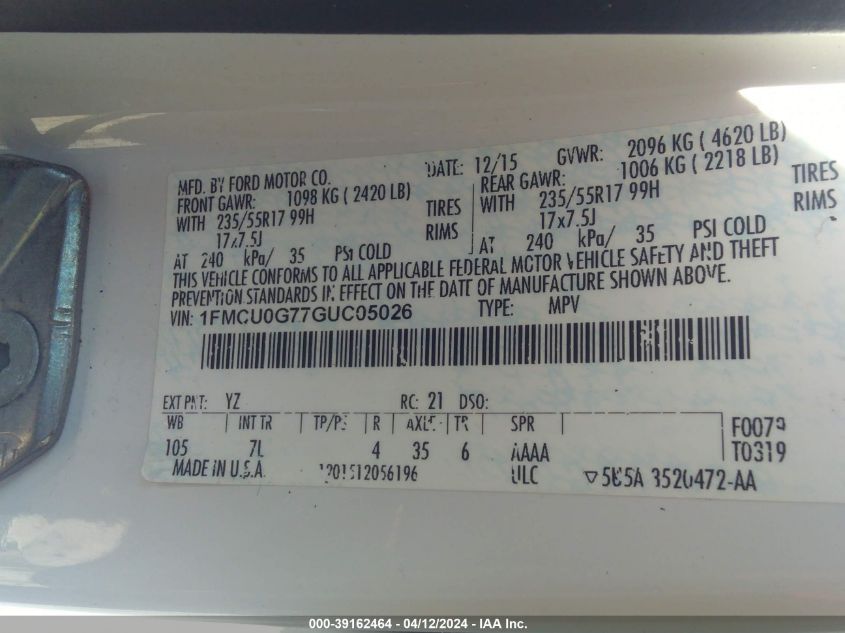 MFD. BY FORD MOTOR CO. DATE: 12/15 GVWR: 2096 KG ( 4620 LB)
FRONT GAWR: 1098 KG ( 2420 LB) REAR GAWR: 1006 KG ( 2218 LB)
WITH 235/55R17 99H TIRES WITH 235/55R17 99H TIRES
17x7.5J RIMS 17x7.5J RIMS
AT 240 kPa/ 35 PSI COLD AT 240 kPa/ 35 PSI COLD
THIS VEHICLE CONFORMS TO ALL APPLICABLE FEDERAL MOTOR VEHICLE SAFETY AND THEFT
PREVENTION STANDARDS IN EFFECT ON THE DATE OF MANUFACTURE SHOWN ABOVE.
VIN: 1FMCU0G77GUC05026 TYPE: MPV
EXT PNT: YZ RC: 21 DSO:
WB INT TR TP/PS R AXLE TR SPR F0079
105 7L 4 35 6 AAAA T0319
MADE IN U.S.A. ULC
000-39162464 - 04/12/2024 - IAA Inc.